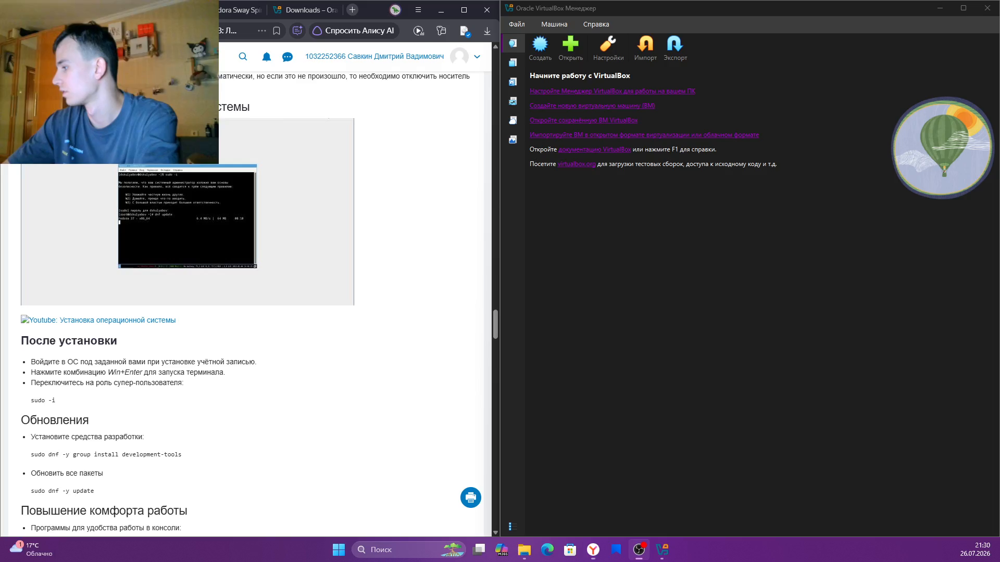 dora Sway Spi
Downloads – Ora
3: Л...
Спросить Алису AI
1032252366 Савкин Дмитрий Вадимович
матически, но если это не произошло, то необходимо отключить носитель
стемы
Файл Правка Вид Терминал Вкладки Справка
[dskulyabov@dskulyabov ~]$ sudo -i
Мы полагаем, что ваш системный администратор изложил вам основы
безопасности. Как правило, всё сводится к трём следующим правилам:
№1) Уважайте частную жизнь других.
№2) Думайте, прежде что-то вводить.
№3) С большой властью приходит большая ответственность.
[sudo] пароль для dskulyabov:
[root@dskulyabov ~]# dnf update
Fedora 37 - x86_64 6.4 MB/s | 64 MB 00:10
Youtube: Установка операционной системы
После установки
Войдите в ОС под заданной вами при установке учётной записью.
Нажмите комбинацию Win+Enter для запуска терминала.
Переключитесь на роль супер-пользователя:
sudo -i
Обновления
Установите средства разработки:
sudo dnf -y group install development-tools
Обновить все пакеты
sudo dnf -y update
Повышение комфорта работы
Программы для удобства работы в консоли:
Oracle VirtualBox Менеджер
Файл Машина Справка
Создать Открыть Настройки Импорт Экспорт
Начните работу с VirtualBox
Настройте Менеджер VirtualBox для работы на вашем ПК
Создайте новую виртуальную машину (ВМ)
Откройте сохранённую ВМ VirtualBox
Импортируйте ВМ в открытом формате виртуализации или облачном формате
Откройте документацию VirtualBox или нажмите F1 для справки.
Посетите virtualbox.org для загрузки тестовых сборок, доступа к исходному коду и т.д.
1
17°C
Облачно
Поиск
M365
21:30
26.07.2026